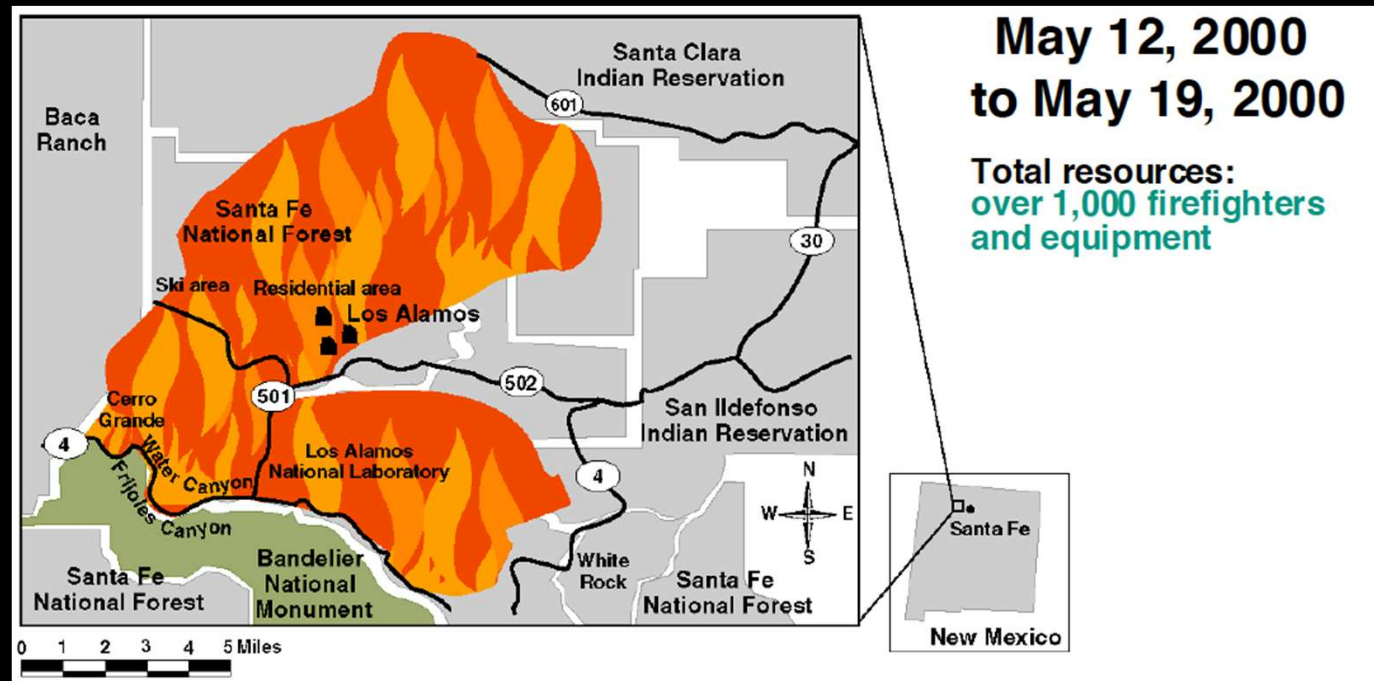 May 12, 2000
to May 19, 2000
Total resources:
over 1,000 firefighters
and equipment
Santa Clara
Indian Reservation
601
Baca
Ranch
Santa Fe
National Forest
30
Ski area
Residential area
Los Alamos
501
502
Cerro
Grande
San Ildefonso
Indian Reservation
4
Water Canyon
Frijoles Canyon
Los Alamos
National Laboratory
4
N
W
E
S
Santa Fe
Bandelier
National
Monument
White
Rock
Santa Fe
National Forest
Santa Fe
National Forest
New Mexico
0 1 2 3 4 5 Miles